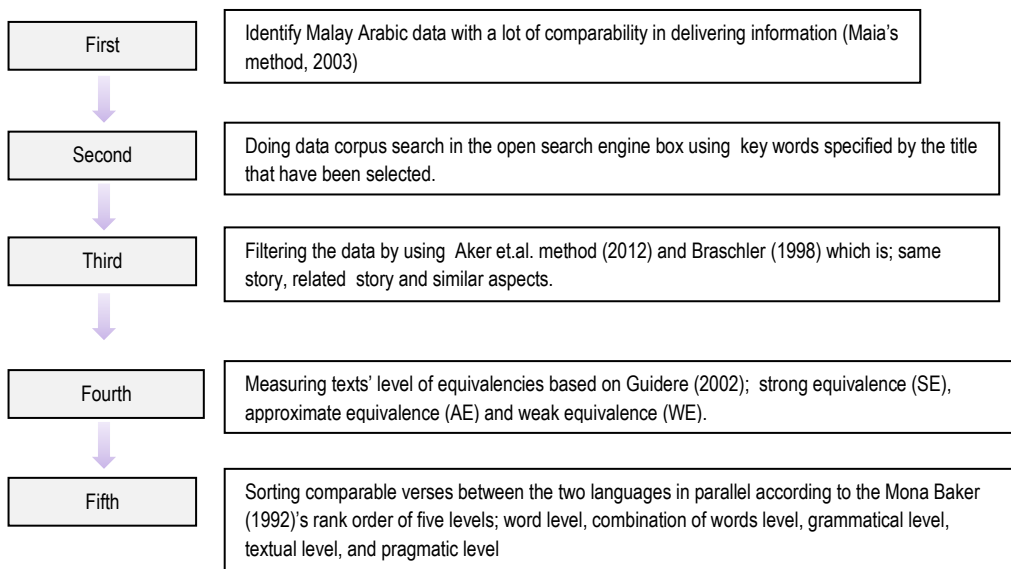 First
Identify Malay Arabic data with a lot of comparability in delivering information (Maia's
method, 2003)
Second
Doing data corpus search in the open search engine box using key words specified by the title
that have been selected.
Third
Filtering the data by using Aker et.al. method (2012) and Braschler (1998) which is; same
story, related story and similar aspects.
Fourth
Measuring texts' level of equivalencies based on Guidere (2002); strong equivalence (SE),
approximate equivalence (AE) and weak equivalence (WE).
Fifth
Sorting comparable verses between the two languages in parallel according to the Mona Baker
(1992)'s rank order of five levels; word level, combination of words level, grammatical level,
textual level, and pragmatic level